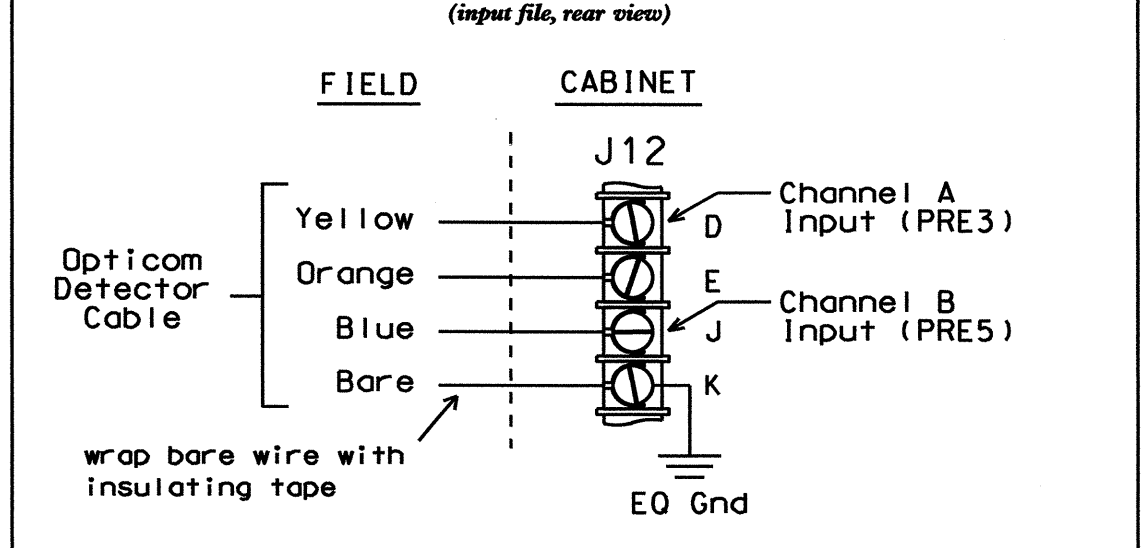 (input file, rear view)
FIELD
CABINET
J12
Opticom
Detector
Cable
Yellow
Orange
Blue
Bare
D
E
J
K
Channel A
Input (PRE3)
Channel B
Input (PRE5)
wrap bare wire with
insulating tape
EQ Gnd